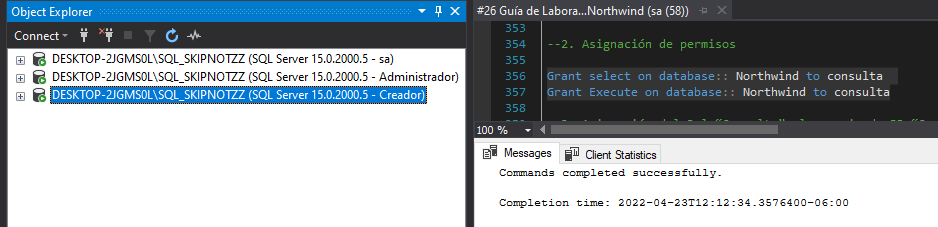 Object Explorer
Connect
DESKTOP-2JGMS0L\SQL_SKIPNOTZZ (SQL Server 15.0.2000.5 - sa)
DESKTOP-2JGMS0L\SQL_SKIPNOTZZ (SQL Server 15.0.2000.5 - Administrador)
DESKTOP-2JGMS0L\SQL_SKIPNOTZZ (SQL Server 15.0.2000.5 - Creador)
#26 Guía de Labora...Northwind (sa (58))
353
354 --2. Asignación de permisos
355
356 Grant select on database:: Northwind to consulta
357 Grant Execute on database:: Northwind to consulta
358
100 %
Messages Client Statistics
Commands completed successfully.
Completion time: 2022-04-23T12:12:34.3576400-06:00